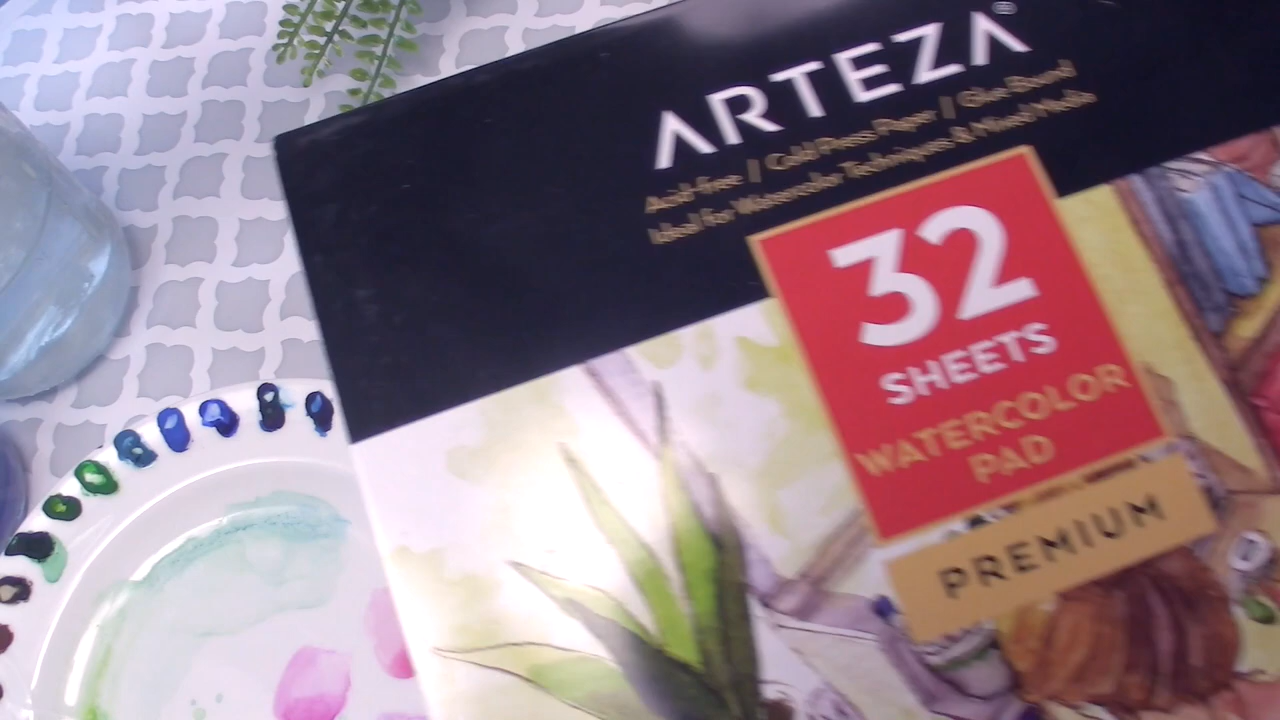 ARTEZA®
Acid-Free | Cold Press Paper | Glue Bound
Ideal For Watercolor Techniques & Mixed Media
32
SHEETS
WATERCOLOR
PAD
PREMIUM